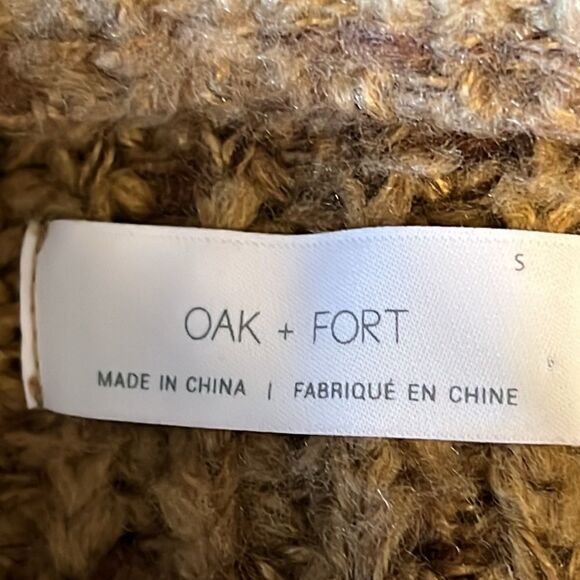 S
OAK + FORT
MADE IN CHINA | FABRIQUÉ EN CHINE